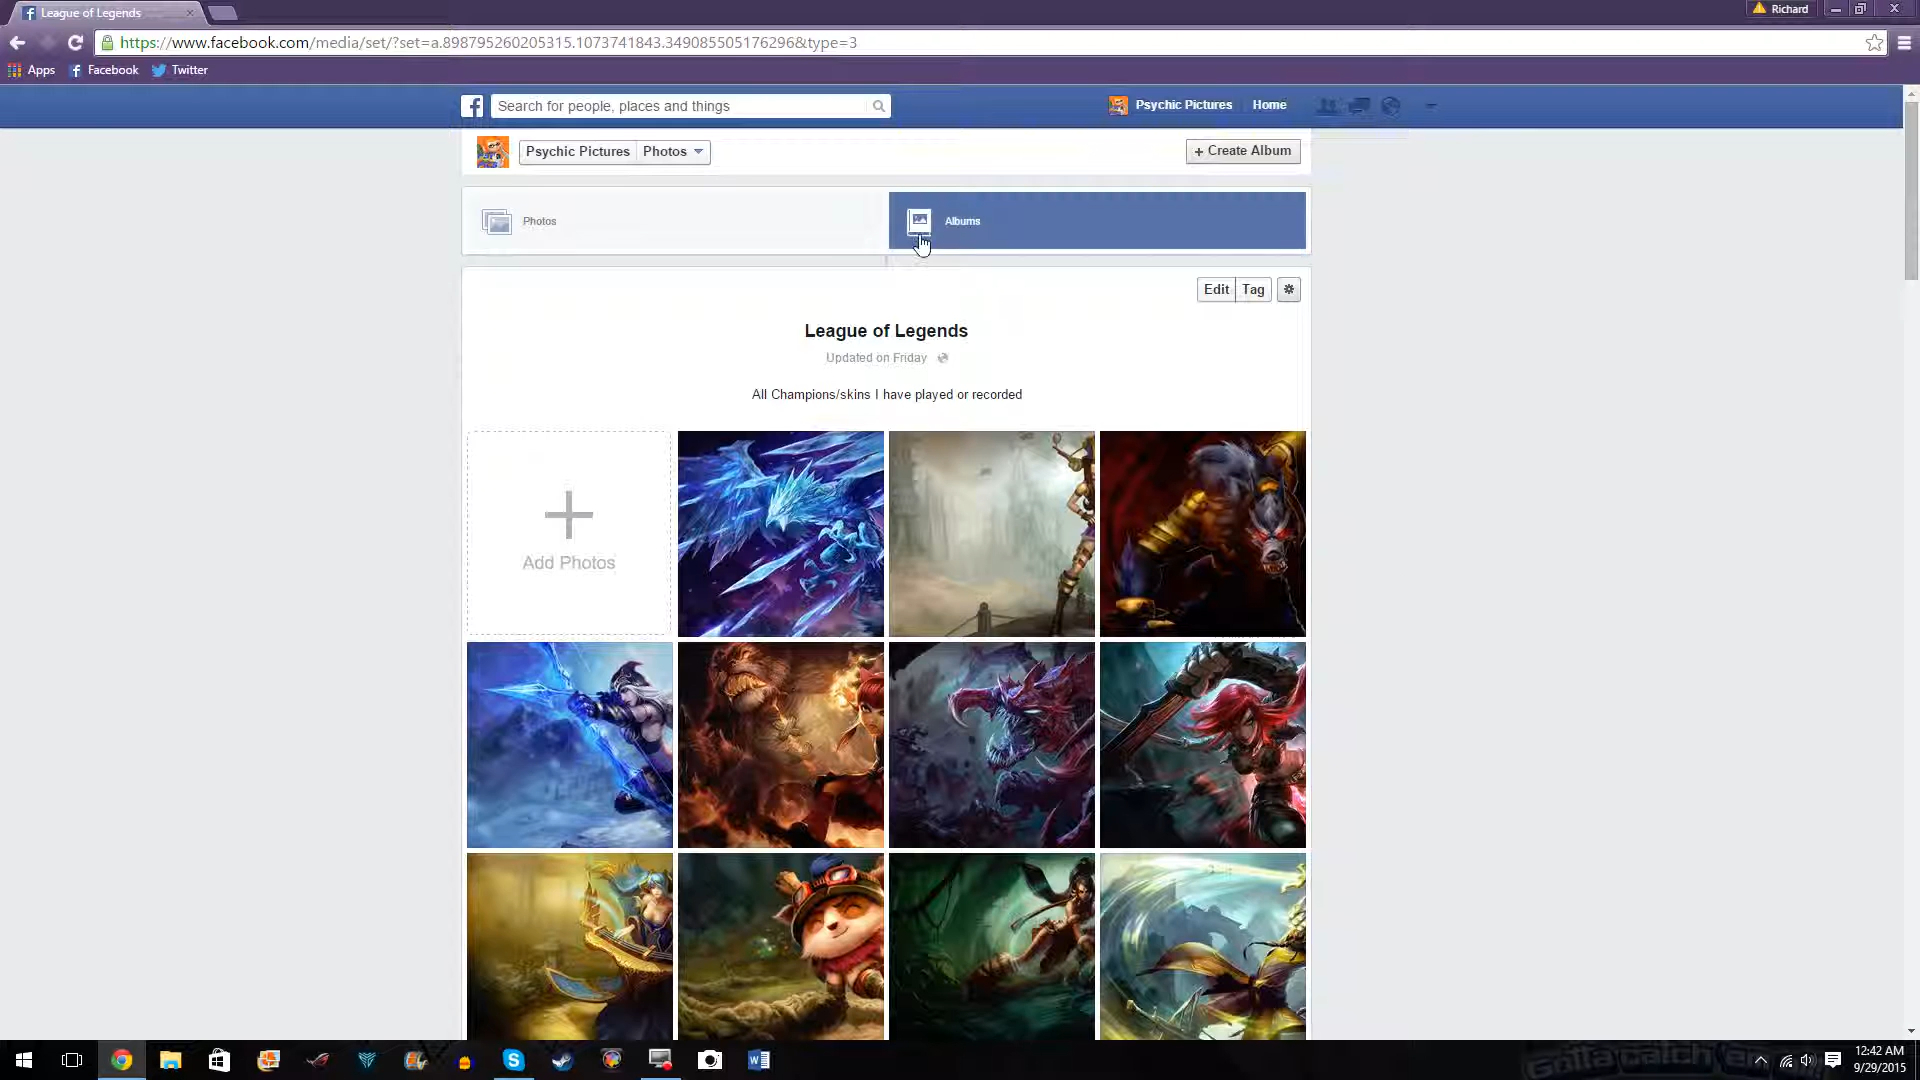 League of Legends
Richard
https://www.facebook.com/media/set/?set=a.898795260205315.1073741843.349085505176296&type=3
Apps Facebook Twitter
Search for people, places and things
Psychic Pictures Home
Psychic Pictures Photos
+ Create Album
Photos
Albums
Edit Tag
League of Legends
Updated on Friday
All Champions/skins I have played or recorded
Add Photos
Gotta catch 'em
12:42 AM
9/29/2015